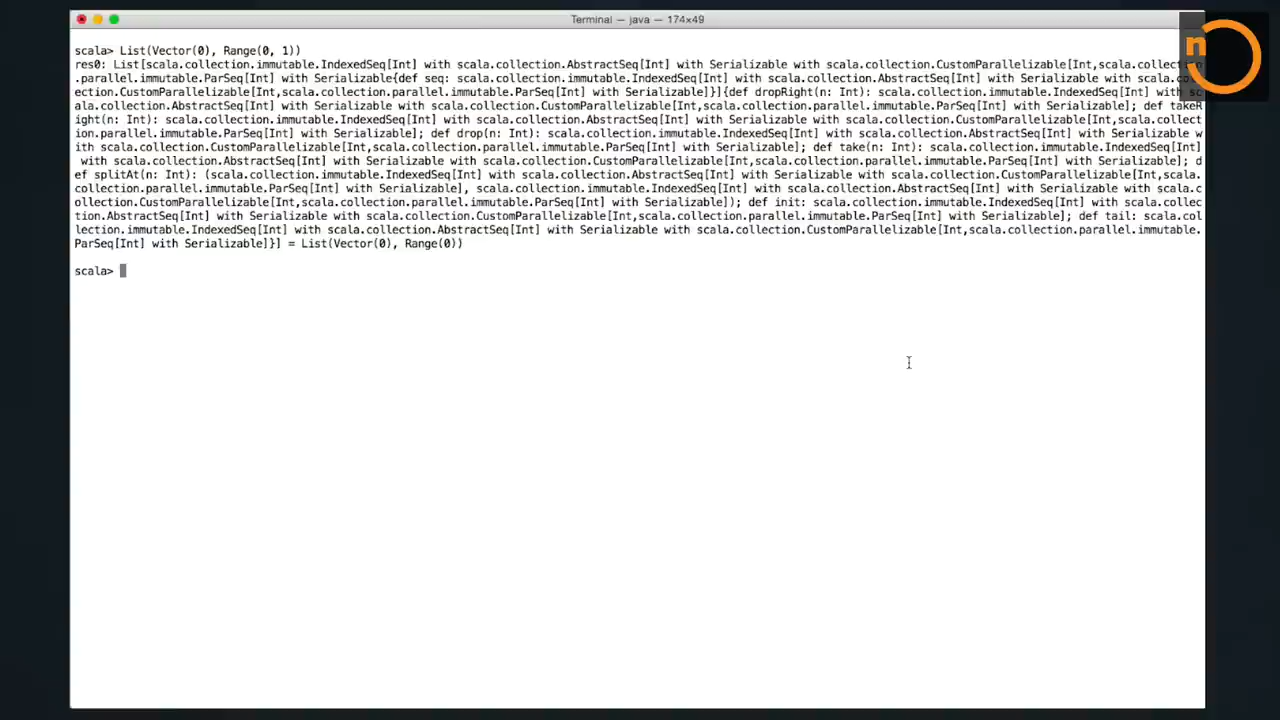 Terminal — java — 174×49
n
scala> List(Vector(0), Range(0, 1))
res0: List[scala.collection.immutable.IndexedSeq[Int] with scala.collection.AbstractSeq[Int] with Serializable with scala.collection.CustomParallelizable[Int,scala.collection
.parallel.immutable.ParSeq[Int] with Serializable{def seq: scala.collection.immutable.IndexedSeq[Int] with scala.collection.AbstractSeq[Int] with Serializable with scala.coll
ection.CustomParallelizable[Int,scala.collection.parallel.immutable.ParSeq[Int] with Serializable]}]{def dropRight(n: Int): scala.collection.immutable.IndexedSeq[Int] with sc
ala.collection.AbstractSeq[Int] with Serializable with scala.collection.CustomParallelizable[Int,scala.collection.parallel.immutable.ParSeq[Int] with Serializable]; def takeR
ight(n: Int): scala.collection.immutable.IndexedSeq[Int] with scala.collection.AbstractSeq[Int] with Serializable with scala.collection.CustomParallelizable[Int,scala.collect
ion.parallel.immutable.ParSeq[Int] with Serializable]; def drop(n: Int): scala.collection.immutable.IndexedSeq[Int] with scala.collection.AbstractSeq[Int] with Serializable w
ith scala.collection.CustomParallelizable[Int,scala.collection.parallel.immutable.ParSeq[Int] with Serializable]; def take(n: Int): scala.collection.immutable.IndexedSeq[Int]
with scala.collection.AbstractSeq[Int] with Serializable with scala.collection.CustomParallelizable[Int,scala.collection.parallel.immutable.ParSeq[Int] with Serializable]; d
ef splitAt(n: Int): (scala.collection.immutable.IndexedSeq[Int] with scala.collection.AbstractSeq[Int] with Serializable with scala.collection.CustomParallelizable[Int,scala.
collection.parallel.immutable.ParSeq[Int] with Serializable], scala.collection.immutable.IndexedSeq[Int] with scala.collection.AbstractSeq[Int] with Serializable with scala.c
ollection.CustomParallelizable[Int,scala.collection.parallel.immutable.ParSeq[Int] with Serializable]); def init: scala.collection.immutable.IndexedSeq[Int] with scala.collec
tion.AbstractSeq[Int] with Serializable with scala.collection.CustomParallelizable[Int,scala.collection.parallel.immutable.ParSeq[Int] with Serializable]; def tail: scala.col
lection.immutable.IndexedSeq[Int] with scala.collection.AbstractSeq[Int] with Serializable with scala.collection.CustomParallelizable[Int,scala.collection.parallel.immutable.
ParSeq[Int] with Serializable]}] = List(Vector(0), Range(0))
scala>